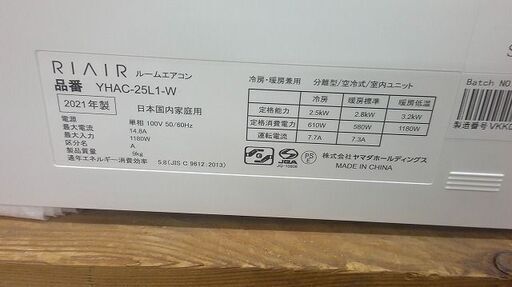 RIAIR ルームエアコン
品番 YHAC-25L1-W
2021年製 日本国内家庭用
電源 単相 100V 50/60Hz
最大電流 14.8A
最大入力 1180W
区分名 A
製品質量 9kg
通年エネルギー消費効率 5.8 (JIS C 9612:2013)
冷房・暖房兼用 分離型/空冷式/室内ユニット
冷房 暖房標準 暖房低温
定格能力 2.5kW 2.8kW 3.2kW
定格消費電力 610W 580W 1180W
運転電流 7.7A 7.3A
JQA
PS E
株式会社ヤマダホールディングス
MADE IN CHINA
Batch NO
製造番号 VKK